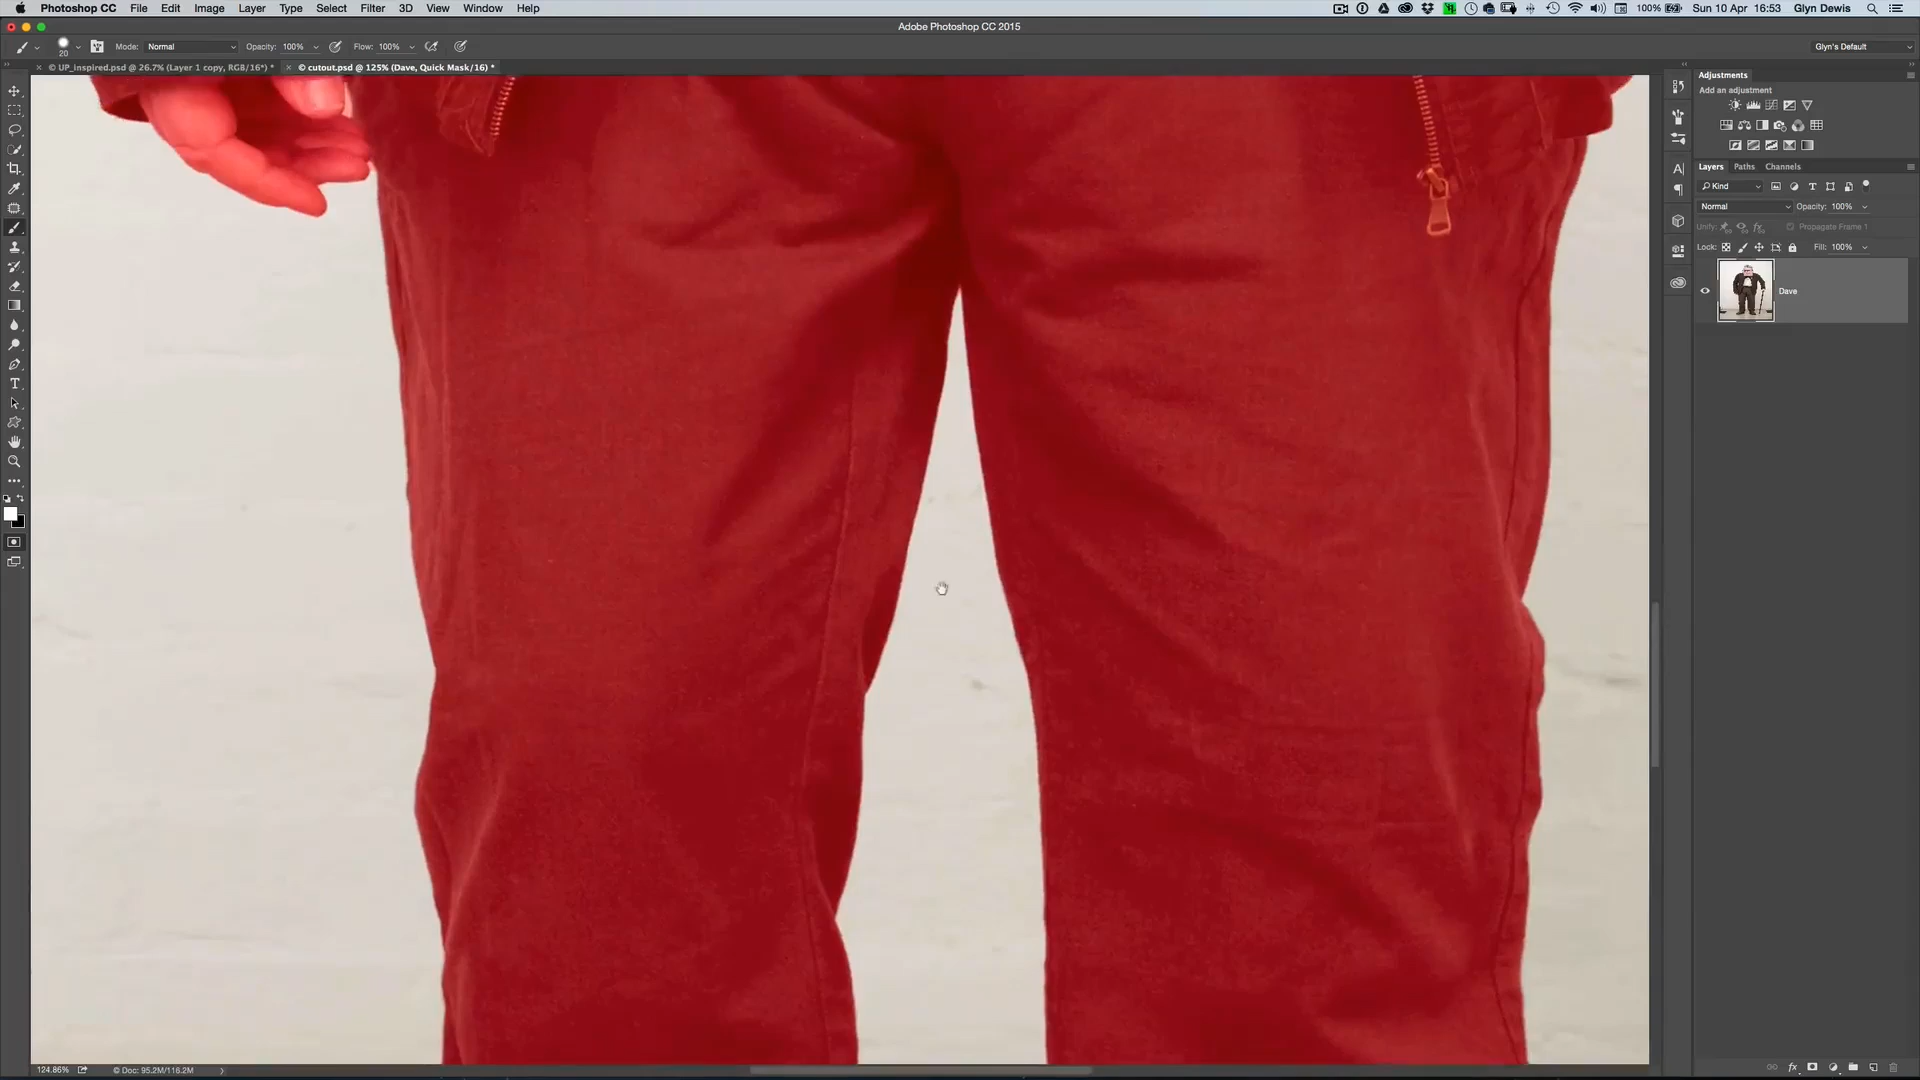 Photoshop CC File Edit Image Layer Type Select Filter 3D View Window Help 100% Sun 10 Apr 16:53 Glyn Dewis
Adobe Photoshop CC 2015
20 Mode: Normal Opacity: 100% Flow: 100% Glyn's Default
× © UP_inspired.psd @ 26.7% (Layer 1 copy, RGB/16*) * × © cutout.psd @ 125% (Dave, Quick Mask/16) *
Adjustments
Add an adjustment
Layers Paths Channels
Kind
Normal Opacity: 100%
Unify: Propagate Frame 1
Lock: Fill: 100%
Dave
124.86% Doc: 95.2M/116.2M